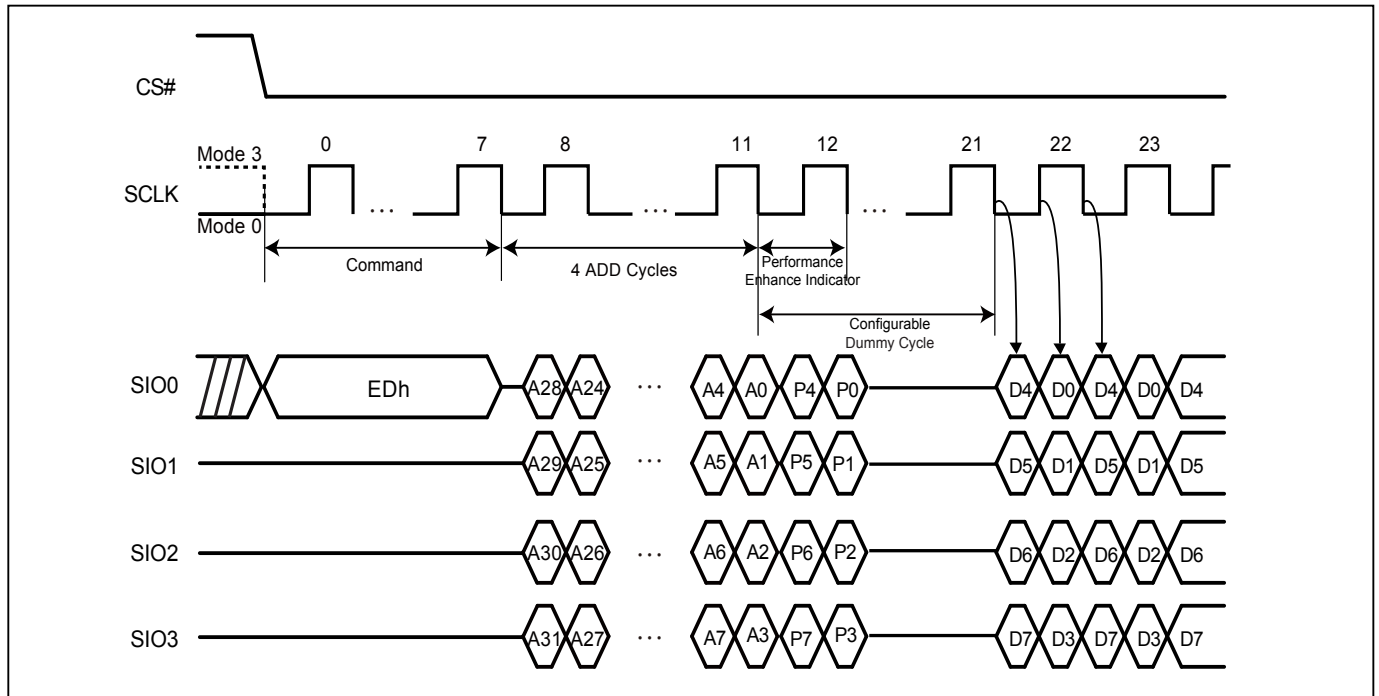 CS#
0 7 8 11 12 21 22 23
Mode 3
SCLK
... ... ...
Mode 0
Command
4 ADD Cycles
Performance
Enhance Indicator
Configurable
Dummy Cycle
SIO0 EDh A28 A24 ... A4 A0 P4 P0 D4 D0 D4 D0 D4
SIO1 A29 A25 ... A5 A1 P5 P1 D5 D1 D5 D1 D5
SIO2 A30 A26 ... A6 A2 P6 P2 D6 D2 D6 D2 D6
SIO3 A31 A27 ... A7 A3 P7 P3 D7 D3 D7 D3 D7